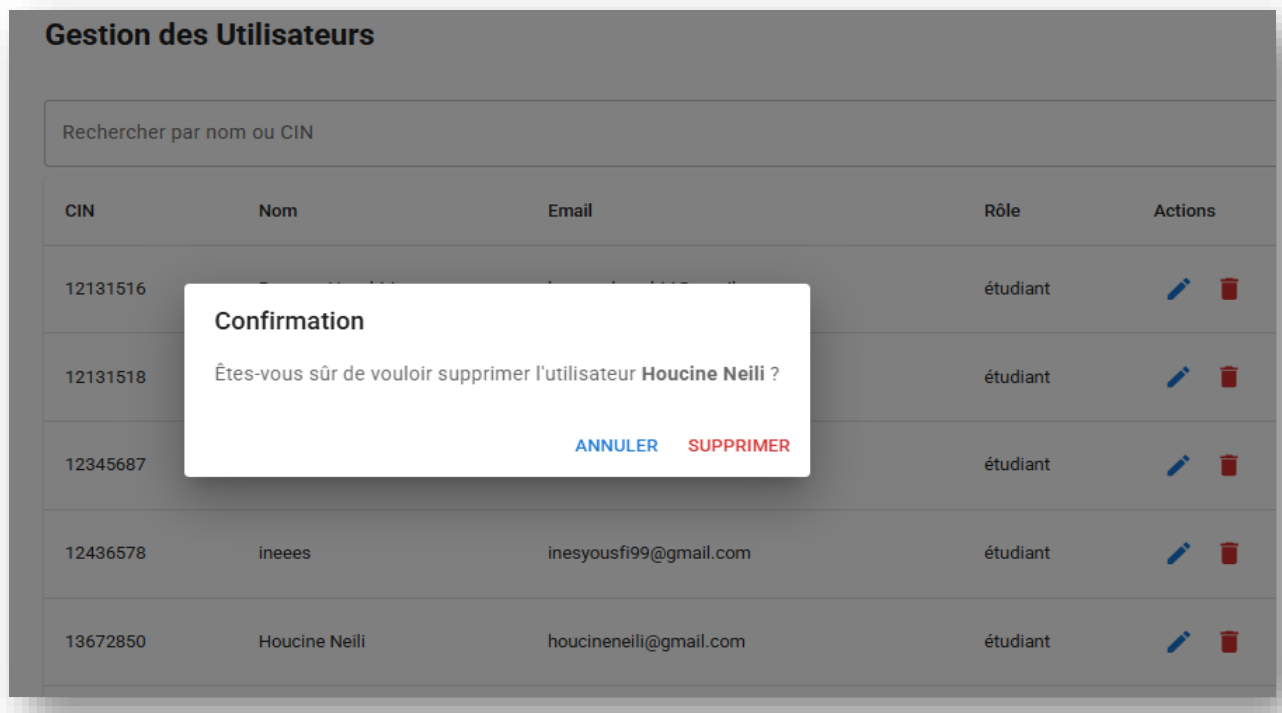 Gestion des Utilisateurs
Rechercher par nom ou CIN
CIN Nom Email Rôle Actions
12131516 étudiant
12131518 étudiant
12345687 étudiant
Confirmation
Êtes-vous sûr de vouloir supprimer l'utilisateur Houcine Neili ?
ANNULER SUPPRIMER
12436578 ineees inesyousfi99@gmail.com étudiant
13672850 Houcine Neili houcineneili@gmail.com étudiant